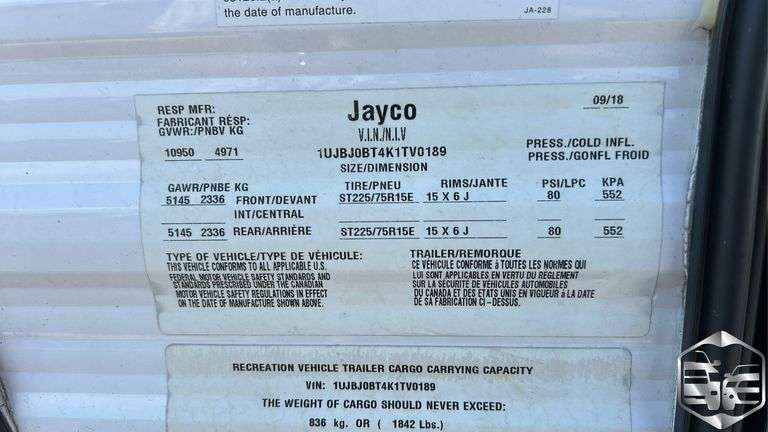 the date of manufacture.
JA-228
RESP MFR:
FABRICANT RÉSP:
GVWR:/PNBV KG
10950 4971
Jayco
V.I.N./N.I.V
1UJBJ0BT4K1TV0189
SIZE/DIMENSION
09/18
PRESS./COLD INFL.
PRESS./GONFL FROID
GAWR/PNBE KG TIRE/PNEU RIMS/JANTE PSI/LPC KPA
5145 2336 FRONT/DEVANT ST225/75R15E 15 X 6 J 80 552
INT/CENTRAL
5145 2336 REAR/ARRIÈRE ST225/75R15E 15 X 6 J 80 552
TYPE OF VEHICLE/TYPE DE VÉHICULE: TRAILER/REMORQUE
THIS VEHICLE CONFORMS TO ALL APPLICABLE U.S.
FEDERAL MOTOR VEHICLE SAFETY STANDARDS AND
STANDARDS PRESCRIBED UNDER THE CANADIAN
MOTOR VEHICLE SAFETY REGULATIONS IN EFFECT
ON THE DATE OF MANUFACTURE SHOWN ABOVE.
CE VÉHICULE CONFORME à TOUTES LES NORMES QUI
LUI SONT APPLICABLES EN VERTU DU RÈGLEMENT
SUR LA SÉCURITÉ DE VÉHICULES AUTOMOBILES
DU CANADA ET DES ÉTATS UNIS EN VIGUEUR à LA DATE
DE SA FABRICATION CI-DESSUS.
RECREATION VEHICLE TRAILER CARGO CARRYING CAPACITY
VIN: 1UJBJ0BT4K1TV0189
THE WEIGHT OF CARGO SHOULD NEVER EXCEED:
836 kg. OR ( 1842 Lbs.)